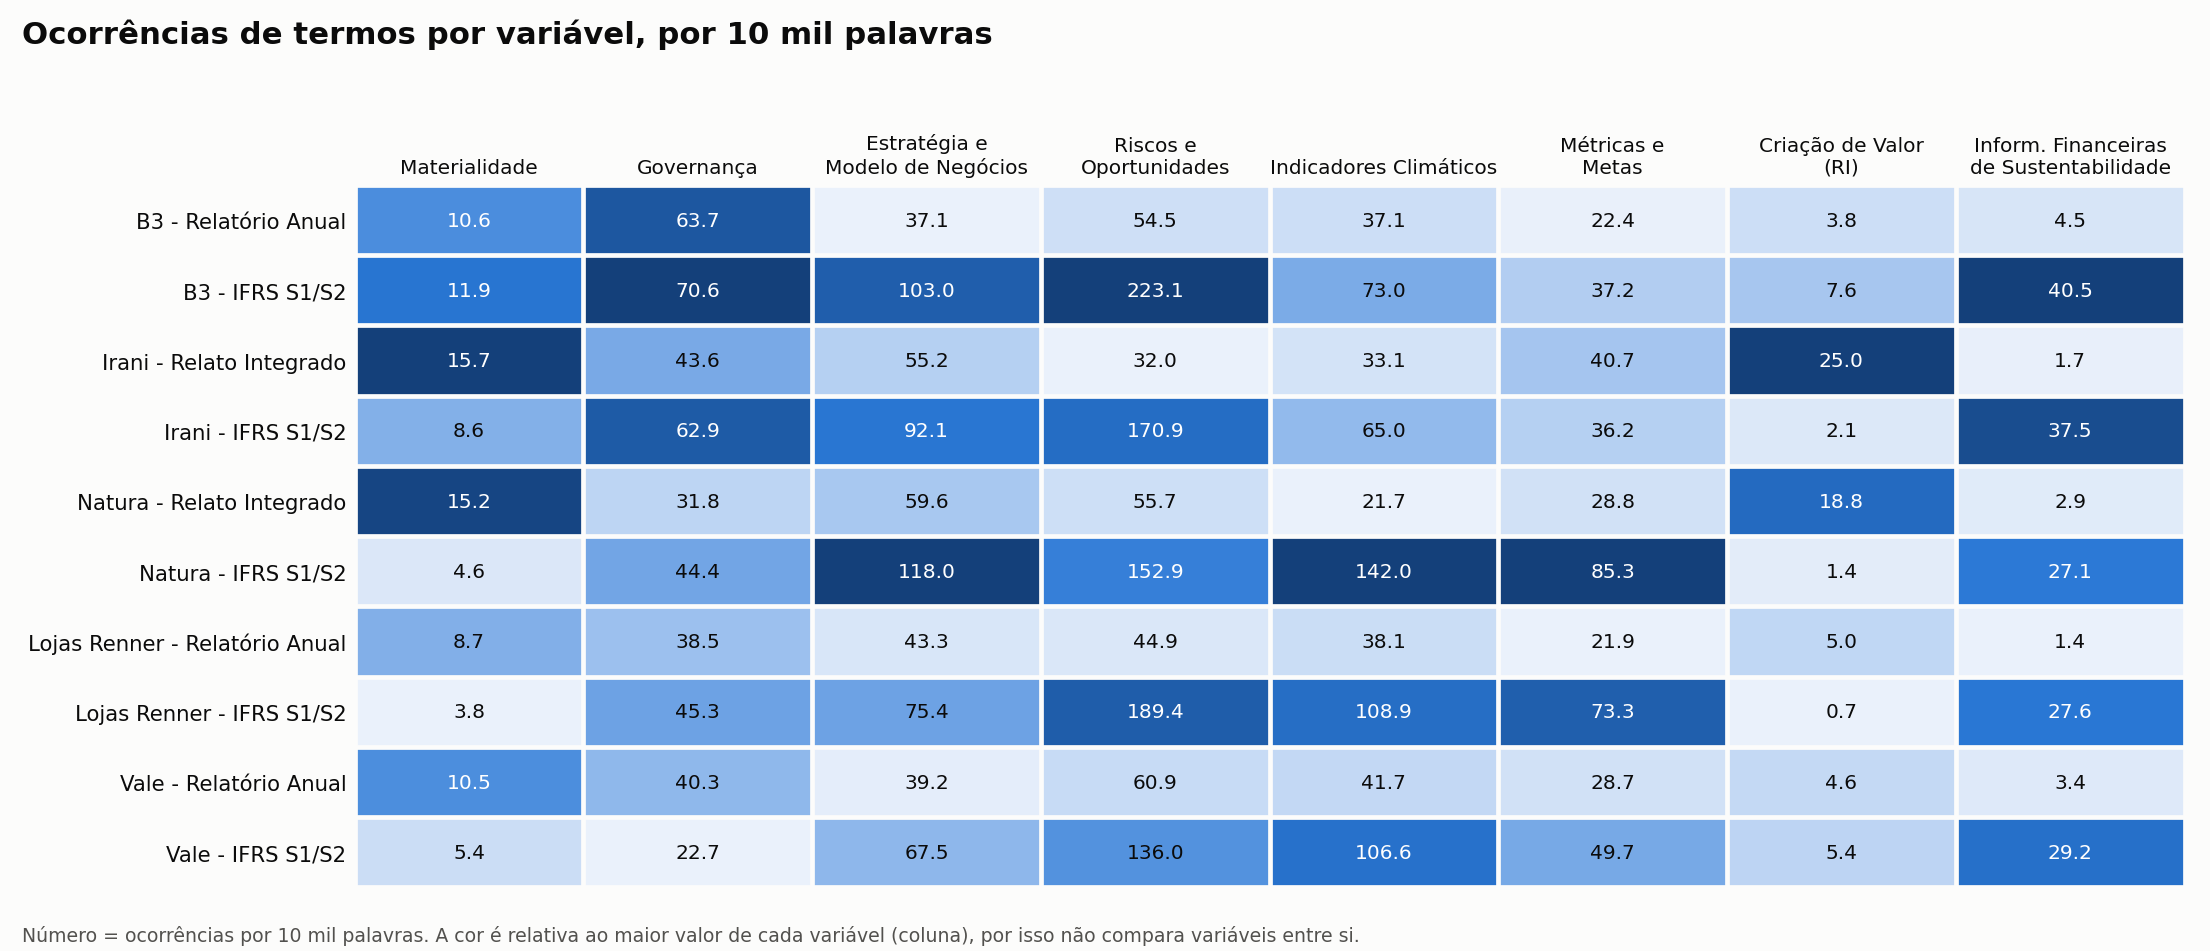 Ocorrências de termos por variável, por 10 mil palavras
Materialidade
Governança
Estratégia e
Modelo de Negócios
Riscos e
Oportunidades
Indicadores Climáticos
Métricas e
Metas
Criação de Valor
(RI)
Inform. Financeiras
de Sustentabilidade
B3 - Relatório Anual 10.6 63.7 37.1 54.5 37.1 22.4 3.8 4.5
B3 - IFRS S1/S2 11.9 70.6 103.0 223.1 73.0 37.2 7.6 40.5
Irani - Relato Integrado 15.7 43.6 55.2 32.0 33.1 40.7 25.0 1.7
Irani - IFRS S1/S2 8.6 62.9 92.1 170.9 65.0 36.2 2.1 37.5
Natura - Relato Integrado 15.2 31.8 59.6 55.7 21.7 28.8 18.8 2.9
Natura - IFRS S1/S2 4.6 44.4 118.0 152.9 142.0 85.3 1.4 27.1
Lojas Renner - Relatório Anual 8.7 38.5 43.3 44.9 38.1 21.9 5.0 1.4
Lojas Renner - IFRS S1/S2 3.8 45.3 75.4 189.4 108.9 73.3 0.7 27.6
Vale - Relatório Anual 10.5 40.3 39.2 60.9 41.7 28.7 4.6 3.4
Vale - IFRS S1/S2 5.4 22.7 67.5 136.0 106.6 49.7 5.4 29.2
Número = ocorrências por 10 mil palavras. A cor é relativa ao maior valor de cada variável (coluna), por isso não compara variáveis entre si.